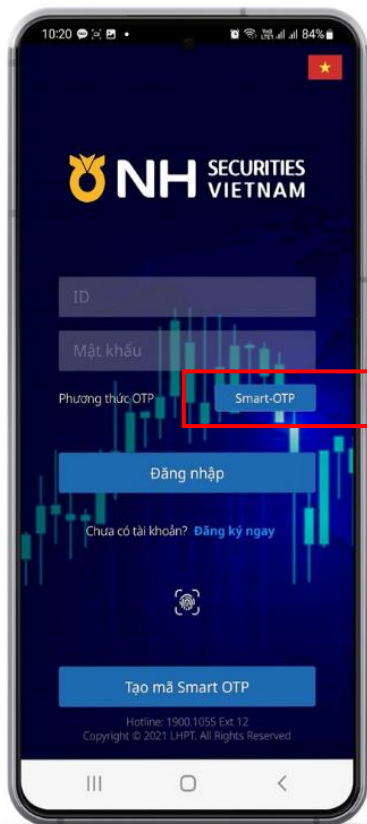 10:20
84%
NH SECURITIES
VIETNAM
ID
Mật khẩu
Phương thức OTP Smart-OTP
Đăng nhập
Chưa có tài khoản? Đăng ký ngay
Tạo mã Smart OTP
Hotline: 1900.1055 Ext 12
Copyright © 2021 LHPT. All Rights Reserved